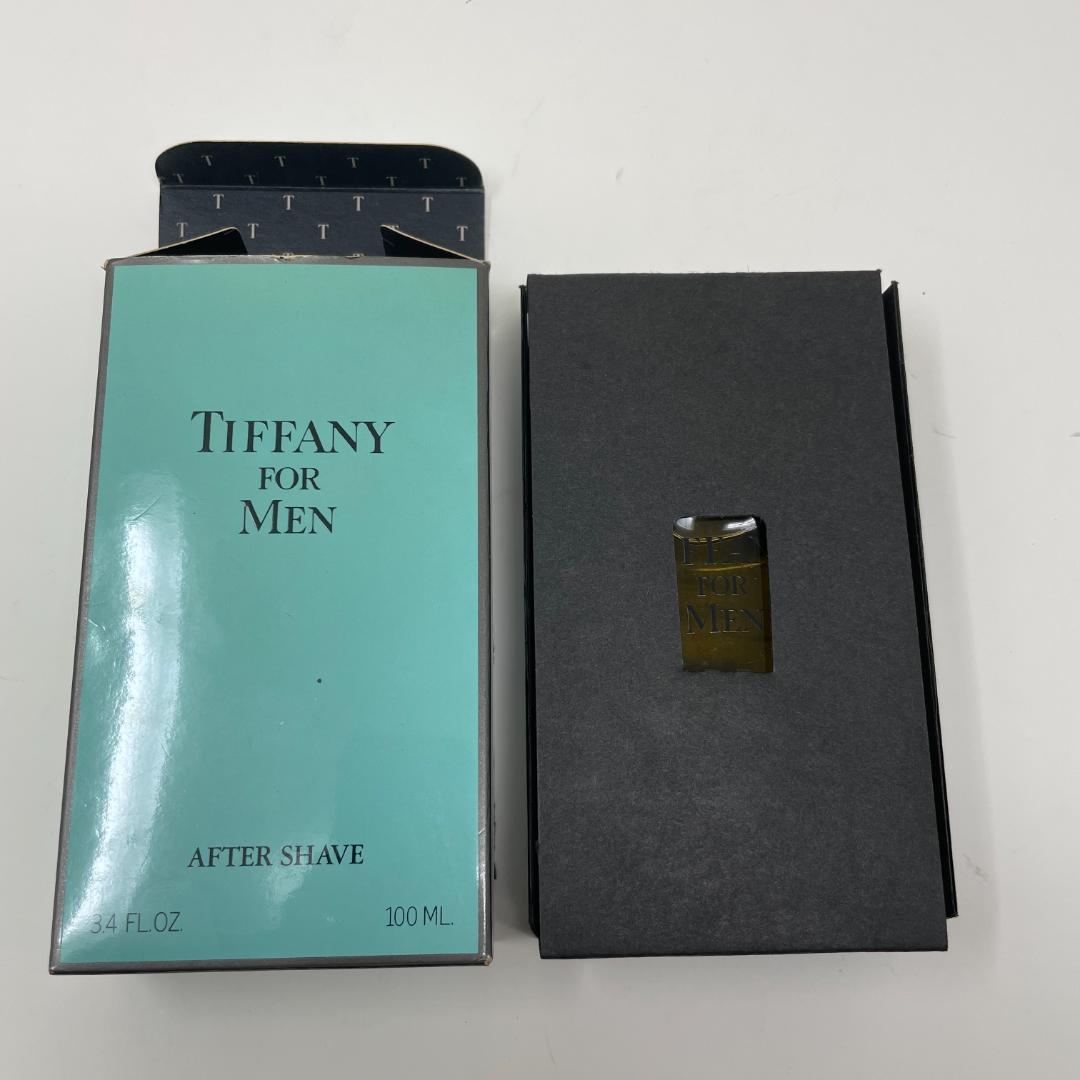 T T T T
T T T T T
T T T T
T T T T T
TIFFANY
FOR
MEN
AFTER SHAVE
3.4 FL.OZ.
100 ML.
FOR
MEN